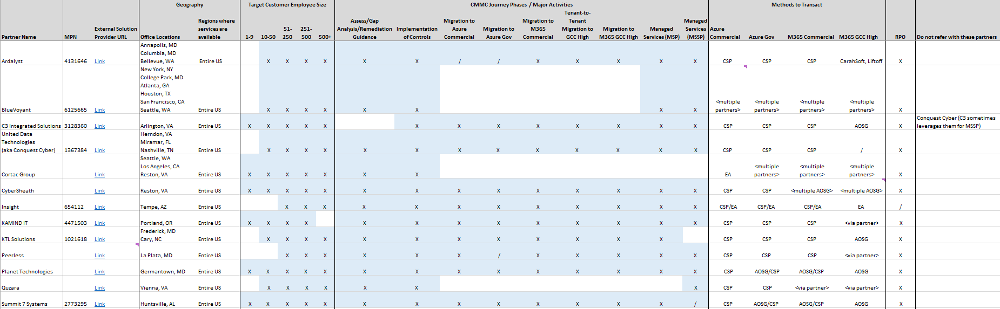 Geography Target Customer Employee Size CMMC Journey Phases / Major Activities Methods to Transact
Partner Name MPN External Solution Provider URL Office Locations Regions where services are available 1-9 10-50 51-250 251-500 500+ Assess/Gap Analysis/Remediation Guidance Implementation of Controls Migration to Azure Commercial Migration to Azure Gov Migration to M365 Commercial Tenant-to-Tenant Migration to GCC High Migration to M365 GCC High Managed Services (MSP) Managed Services (MSSP) Azure Commercial Azure Gov M365 Commercial M365 GCC High RPO Do not refer with these partners
Annapolis, MD
Columbia, MD
Ardalyst 4131646 Link Bellevue, WA Entire US X X X X X X / / X X X X X CSP CSP CSP CarahSoft, Liftoff X
New York, NY
College Park, MD
Atlanta, GA
Houston, TX
San Francisco, CA
BlueVoyant 6125665 Link Seattle, WA Entire US X X X X X X X X <multiple partners> <multiple partners> <multiple partners> <multiple partners> X
C3 Integrated Solutions 3128360 Link Arlington, VA Entire US X X X X X X X X X X X X X CSP CSP CSP AOSG X Conquest Cyber (C3 sometimes leverages them for MSSP)
United Data Technologies (aka Conquest Cyber) 1367384 Link Herndon, VA Miramar, FL Nashville, TN Entire US X X X X X X X X X X X X X CSP CSP CSP / X
Seattle, WA
Los Angeles, CA
Cortac Group Link Reston, VA Entire US X X X X X X X EA <multiple partners> <multiple partners> <multiple partners> X
CyberSheath Link Reston, VA Entire US X X X X X X X X X X X X X X CSP CSP <multiple AOSG> <multiple AOSG> X
Insight 654112 Link Tempe, AZ Entire US X X X X X X X X X X X X CSP/EA CSP/EA CSP/EA EA /
KAMIND IT 4471503 Link Portland, OR Entire US X X X X X X X X X X X X X CSP CSP CSP <via partner> X
Frederick, MD
KTL Solutions 1021618 Link Cary, NC Entire US X X X X X X X X X X X X CSP CSP CSP AOSG X
Peerless Link La Plata, MD Entire US X X X X X X / X X X X X CSP CSP CSP <via partner> X
Planet Technologies Link Germantown, MD Entire US X X X X X X X X X X X X X X CSP AOSG/CSP AOSG/CSP AOSG X
Quzara Link Vienna, VA Entire US X X X X X X X CSP CSP <via partner> <via partner> X
Summit 7 Systems 2773295 Link Huntsville, AL Entire US X X X X X X X X X X X X X / CSP AOSG/CSP AOSG/CSP AOSG X